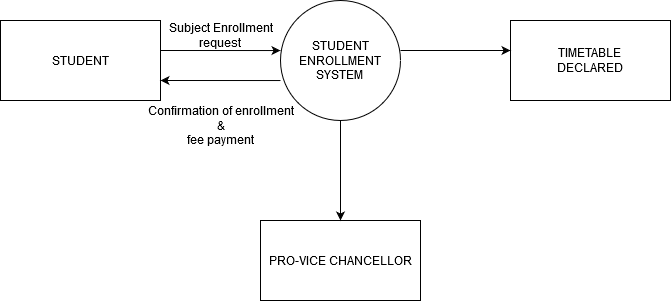 STUDENT
Subject Enrollment
request
STUDENT
ENROLLMENT
SYSTEM
TIMETABLE
DECLARED
Confirmation of enrollment
&
fee payment
PRO-VICE CHANCELLOR